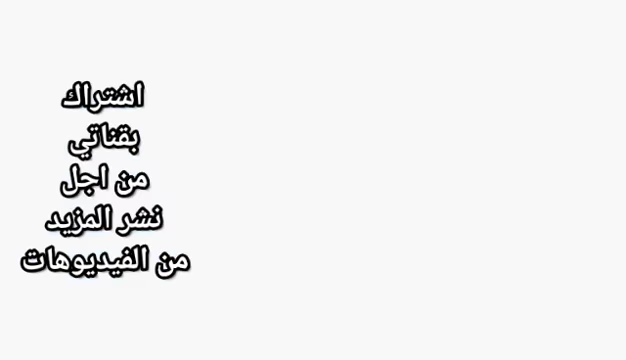 اشتراك
بقناتي
من اجل
نشر المزيد
من الفيديوهات